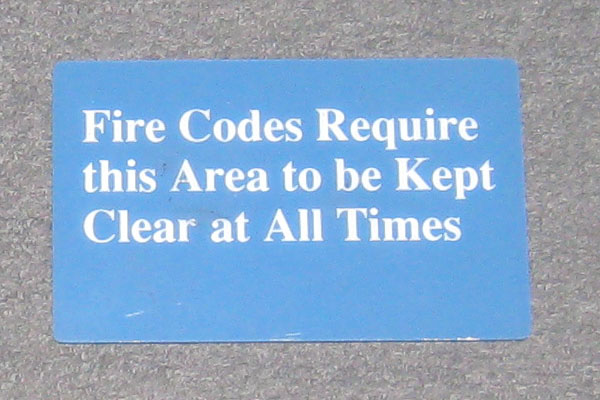 Fire Codes Require
this Area to be Kept
Clear at All Times